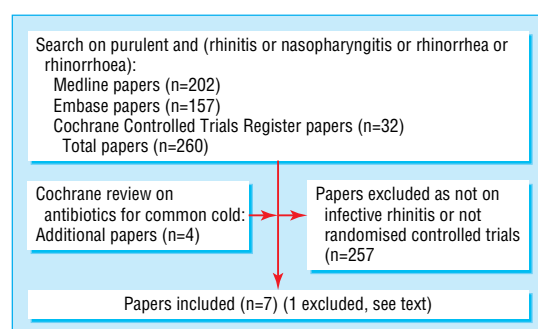 Search on purulent and (rhinitis or nasopharyngitis or rhinorrhea or
rhinorrhoea):
Medline papers (n=202)
Embase papers (n=157)
Cochrane Controlled Trials Register papers (n=32)
Total papers (n=260)
Cochrane review on
antibiotics for common cold:
Additional papers (n=4)
Papers excluded as not on
infective rhinitis or not
randomised controlled trials
(n=257
Papers included (n=7) (1 excluded, see text)